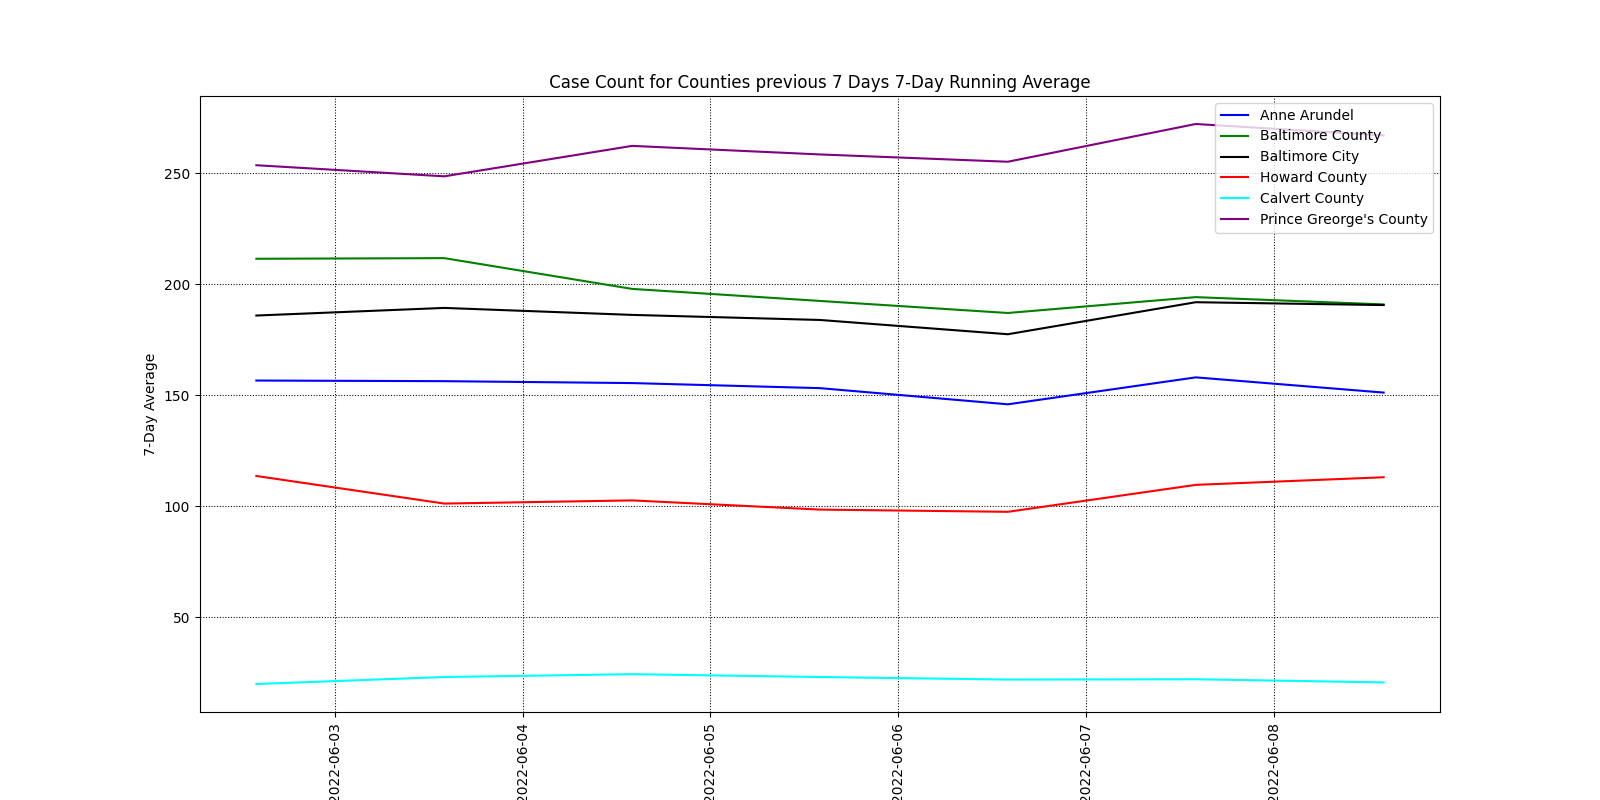 Case Count for Counties previous 7 Days 7-Day Running Average
Anne Arundel
Baltimore County
Baltimore City
Howard County
Calvert County
Prince Greorge's County
7-Day Average
250
200
150
100
50
2022-06-03
2022-06-04
2022-06-05
2022-06-06
2022-06-07
2022-06-08